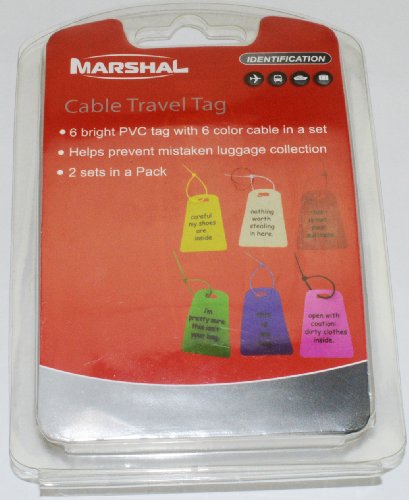 MARSHAL
IDENTIFICATION
Cable Travel Tag
• 6 bright PVC tag with 6 color cable in a set
• Helps prevent mistaken luggage collection
• 2 sets in a Pack
careful
my shoes
are
inside.
nothing
worth
stealing
in here.
I'm
pretty sure
that isn't
your bag.
open with
coation:
dirty clothes
inside.